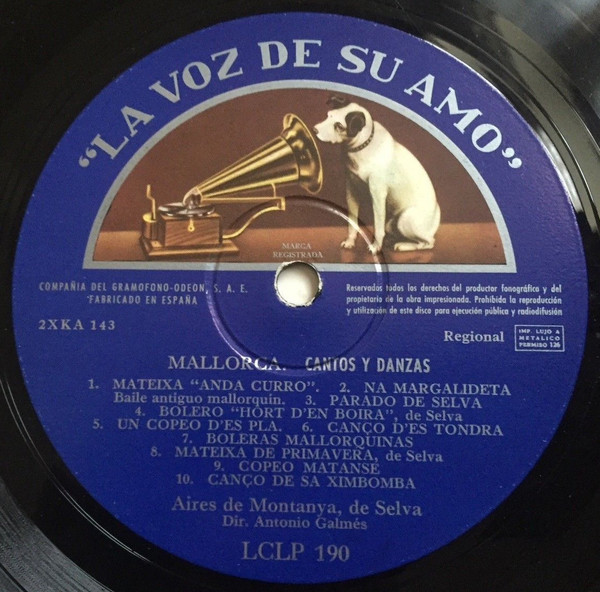 "LA VOZ DE SU AMO"
MARCA
REGISTRADA
COMPAÑIA DEL GRAMOFONO-ODEON, S. A. E.
FABRICADO EN ESPAÑA
Reservados todos los derechos del productor fonográfico y del
propietario de la obra impresionada. Prohibida la reproducción
y utilización de este disco para ejecución pública y radiodifusión
2XKA 143
Regional
IMP. LUJO A
METALICO
PERMISO 126
MALLORCA. CANTOS Y DANZAS
1. MATEIXA "ANDA CURRO". 2. NA MARGALIDETA
Baile antiguo mallorquin. 3. PARADO DE SELVA
4. BOLERO "HORT D'EN BOIRA", de Selva
5. UN COPEO D'ES PLA. 6. CANÇO D'ES TONDRA
7. BOLERAS MALLORQUINAS
8. MATEIXA DE PRIMAVERA, de Selva
9. COPEO MATANSE
10. CANÇO DE SA XIMBOMBA
Aires de Montanya, de Selva
Dir. Antonio Galmés
LCLP 190